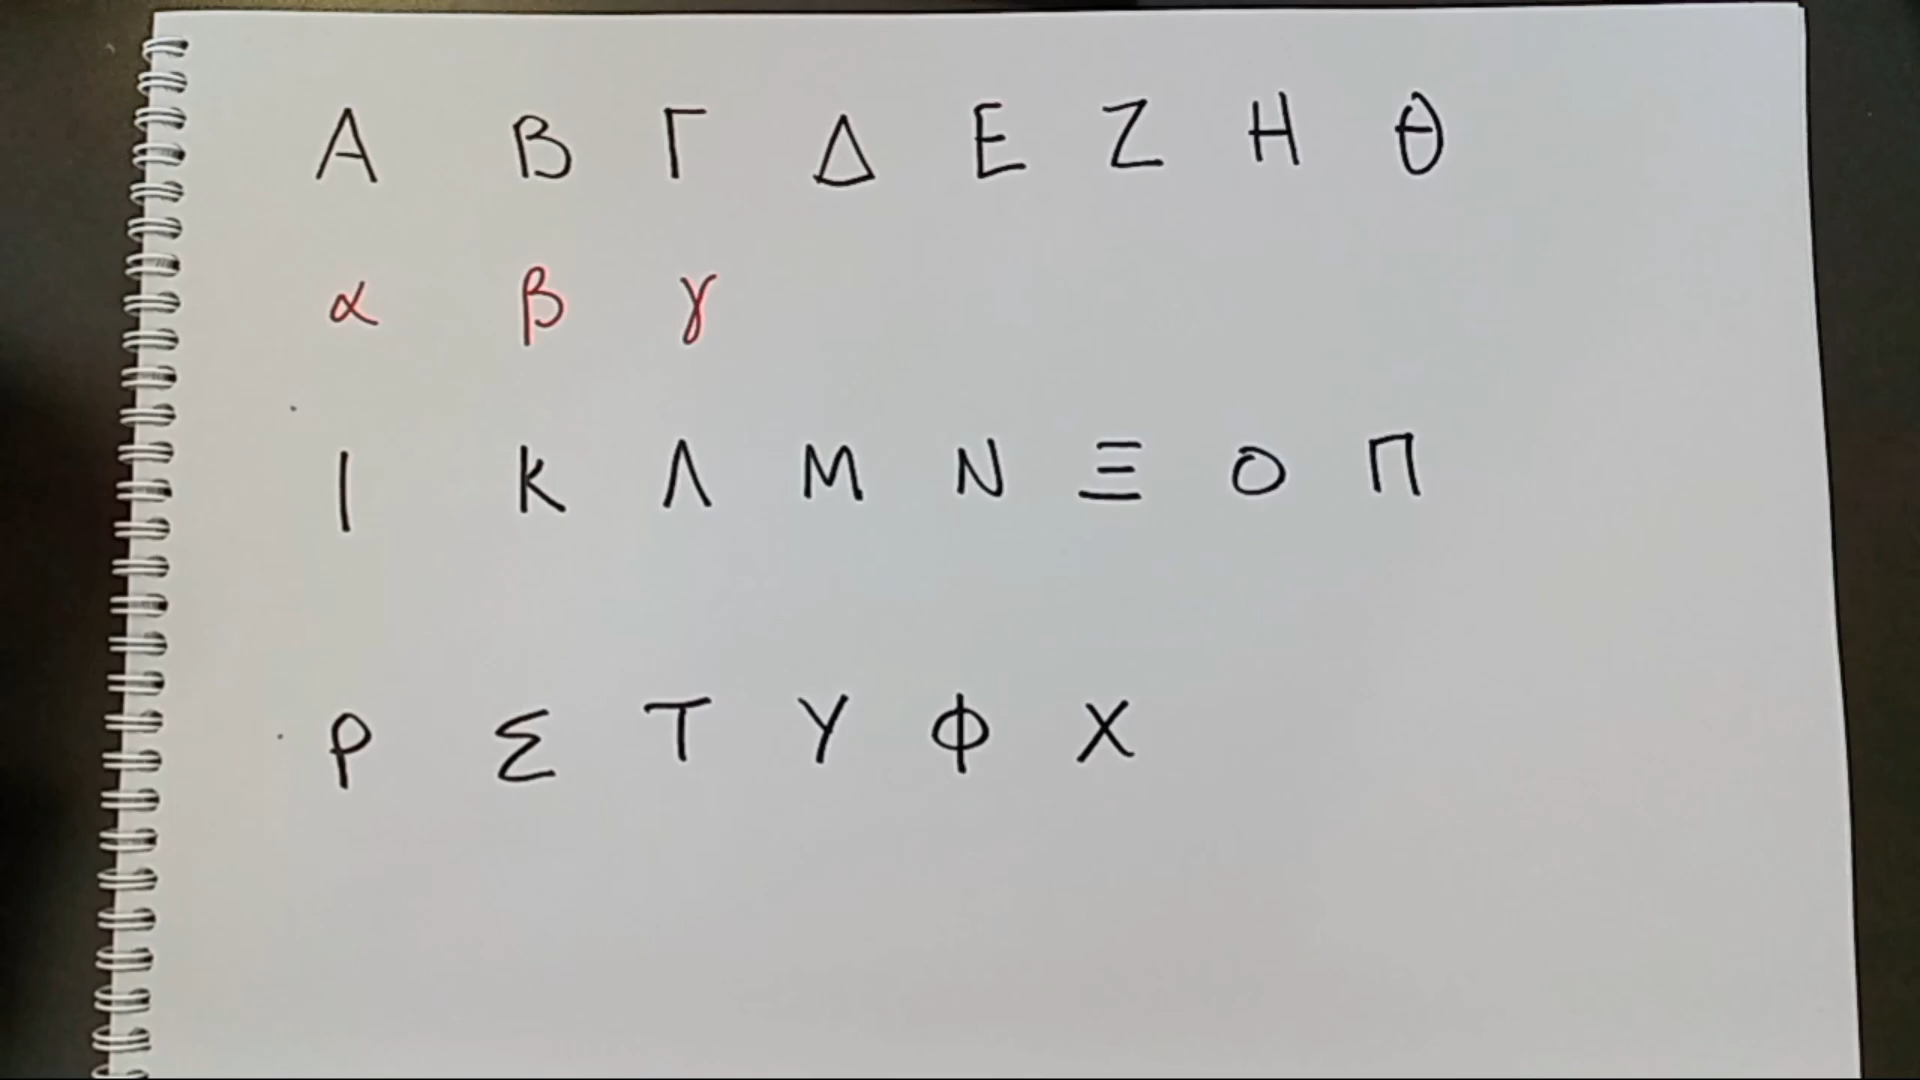 Α Β Γ Δ Ε Ζ Η Θ
α β γ
Ι Κ Λ Μ Ν Ξ Ο Π
Ρ Σ Τ Υ Φ Χ